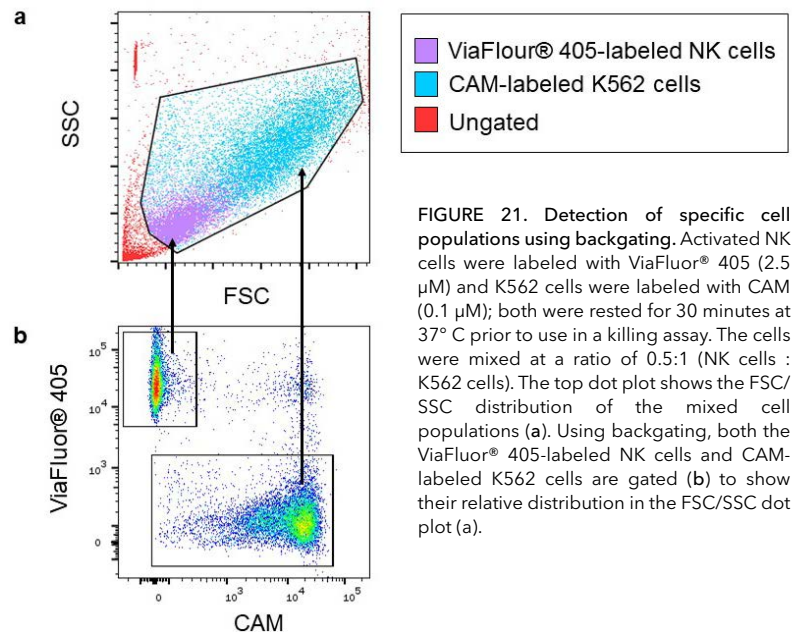 a
SSC
FSC
ViaFlour® 405-labeled NK cells
CAM-labeled K562 cells
Ungated
FIGURE 21. Detection of specific cell
populations using backgating. Activated NK
cells were labeled with ViaFluor® 405 (2.5
µM) and K562 cells were labeled with CAM
(0.1 µM); both were rested for 30 minutes at
37° C prior to use in a killing assay. The cells
were mixed at a ratio of 0.5:1 (NK cells :
K562 cells). The top dot plot shows the FSC/
SSC distribution of the mixed cell
populations (a). Using backgating, both the
ViaFluor® 405-labeled NK cells and CAM-
labeled K562 cells are gated (b) to show
their relative distribution in the FSC/SSC dot
plot (a).
b
ViaFluor® 405
10⁵
10⁴
10³
0
0 10³ 10⁴ 10⁵
CAM